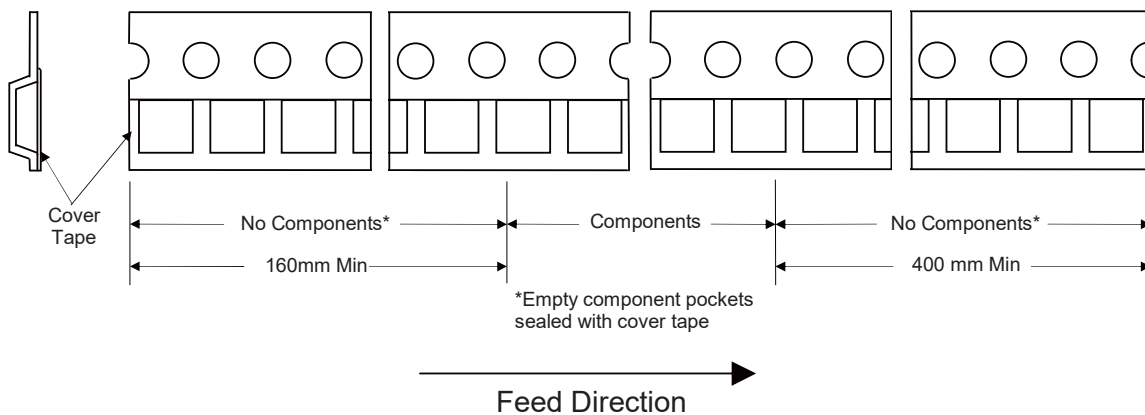 Cover
Tape
No Components*
Components
No Components*
160mm Min
400 mm Min
*Empty component pockets
sealed with cover tape
Feed Direction